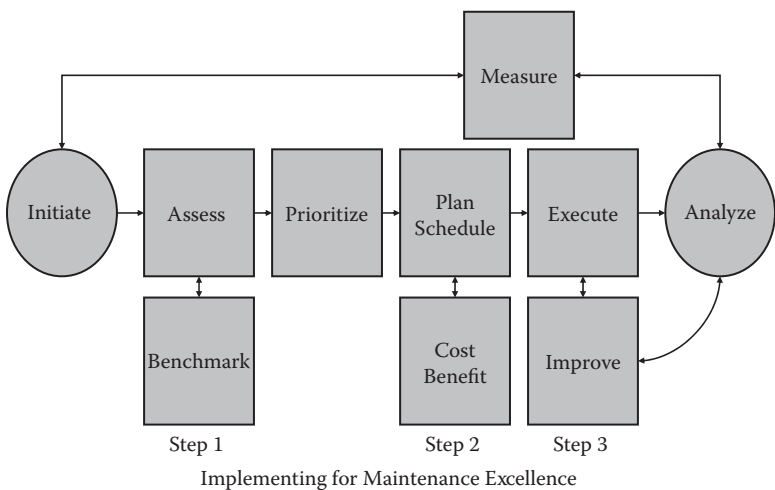 Measure
Initiate
Assess
Prioritize
Plan
Schedule
Execute
Analyze
Benchmark
Cost
Benefit
Improve
Step 1
Step 2
Step 3
Implementing for Maintenance Excellence